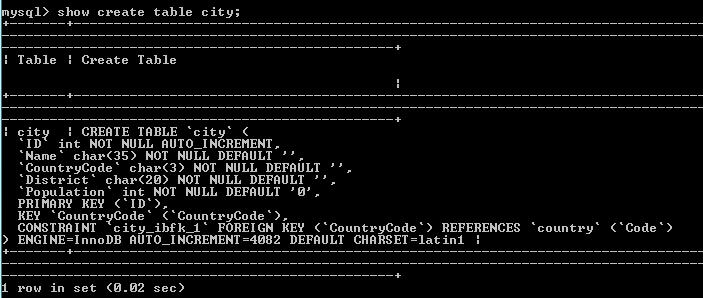 mysql> show create table city;
+-------+--------------------------------------------------------------------------------
----------------------------------------------------------------------------------------
-------------------------------------------------+
| Table | Create Table
|
+-------+--------------------------------------------------------------------------------
----------------------------------------------------------------------------------------
-------------------------------------------------+
| city  | CREATE TABLE `city` (
  `ID` int NOT NULL AUTO_INCREMENT,
  `Name` char(35) NOT NULL DEFAULT '',
  `CountryCode` char(3) NOT NULL DEFAULT '',
  `District` char(20) NOT NULL DEFAULT '',
  `Population` int NOT NULL DEFAULT '0',
  PRIMARY KEY (`ID`),
  KEY `CountryCode` (`CountryCode`),
  CONSTRAINT `city_ibfk_1` FOREIGN KEY (`CountryCode`) REFERENCES `country` (`Code`)
) ENGINE=InnoDB AUTO_INCREMENT=4082 DEFAULT CHARSET=latin1 |
+-------+--------------------------------------------------------------------------------
----------------------------------------------------------------------------------------
-------------------------------------------------+
1 row in set (0.02 sec)